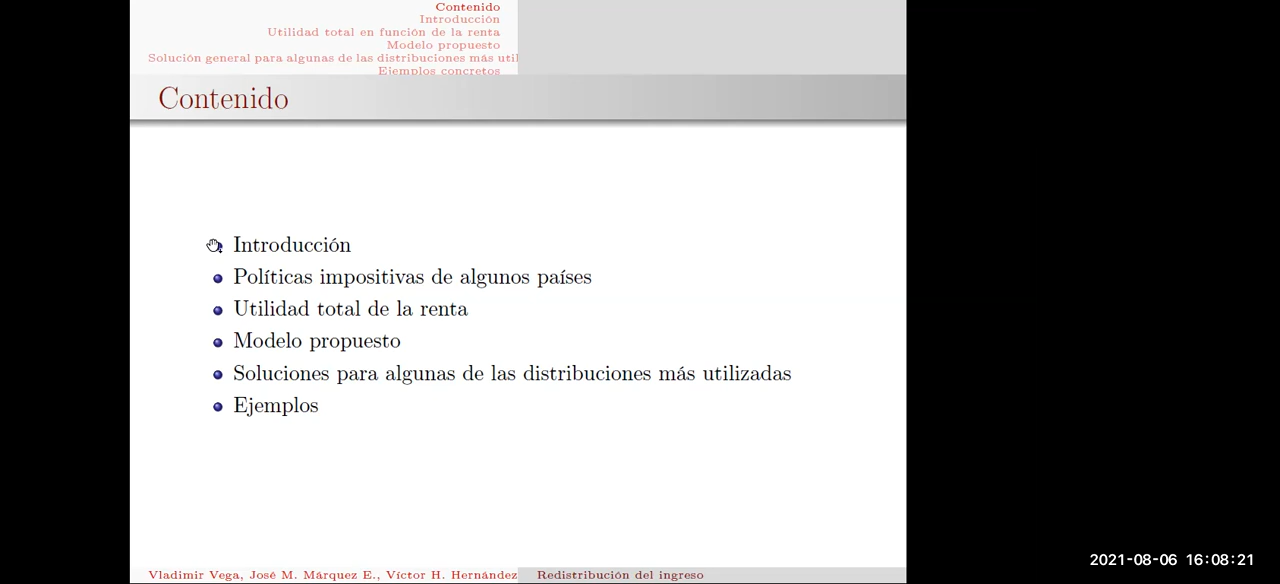 Contenido
Introducción
Utilidad total en función de la renta
Modelo propuesto
Solución general para algunas de las distribuciones más util
Ejemplos concretos
Contenido
Introducción
Políticas impositivas de algunos países
Utilidad total de la renta
Modelo propuesto
Soluciones para algunas de las distribuciones más utilizadas
Ejemplos
Vladimir Vega, José M. Márquez E., Víctor H. Hernández
Redistribución del ingreso
2021-08-06 16:08:21